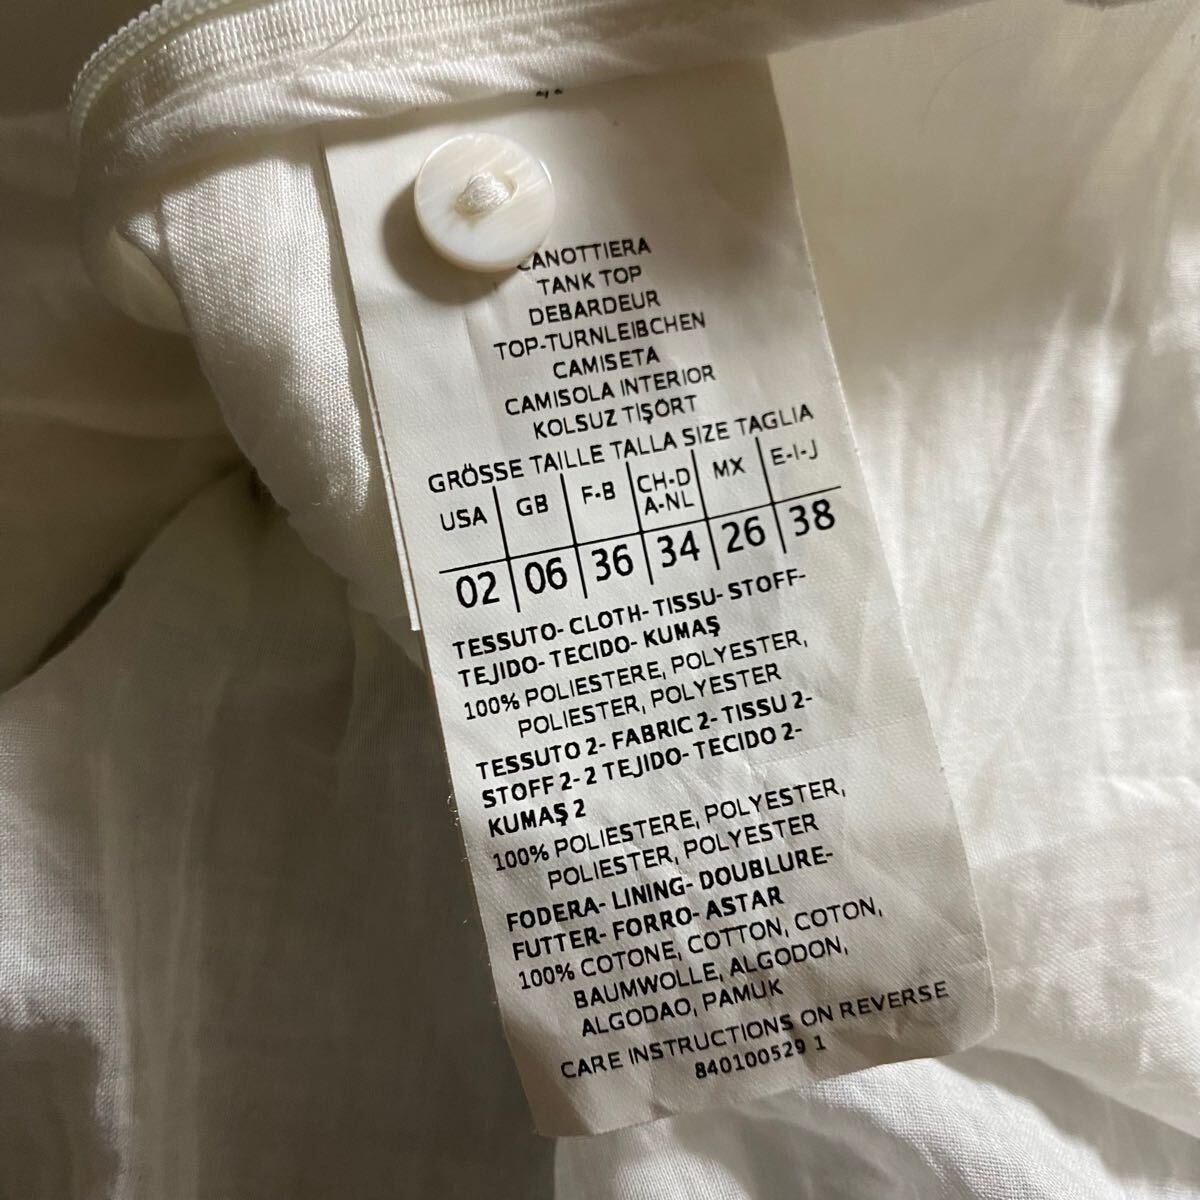 CANOTTIERA
TANK TOP
DEBARDEUR
TOP-TURNLEIBCHEN
CAMISETA
CAMISOLA INTERIOR
KOLSUZ TIŞÖRT
GRÖSSE TAILLE TALLA SIZE TAGLIA
USA GB F-B CH-D A-NL MX E-I-J
02 06 36 34 26 38
TESSUTO- CLOTH- TISSU- STOFF-
TEJIDO- TECIDO- KUMAŞ
100% POLIESTERE, POLYESTER,
POLIESTER, POLYESTER
TESSUTO 2- FABRIC 2- TISSU 2-
STOFF 2- 2 TEJIDO- TECIDO 2-
KUMAŞ 2
100% POLIESTERE, POLYESTER,
POLIESTER, POLYESTER
FODERA- LINING- DOUBLURE-
FUTTER- FORRO- ASTAR
100% COTONE, COTTON, COTON,
BAUMWOLLE, ALGODON,
ALGODAO, PAMUK
CARE INSTRUCTIONS ON REVERSE
840100529 1